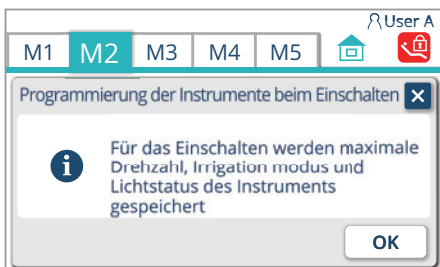 User A
M1 M2 M3 M4 M5
Programmierung der Instrumente beim Einschalten
Für das Einschalten werden maximale
Drehzahl, Irrigation modus und
Lichtstatus des Instruments
gespeichert
OK